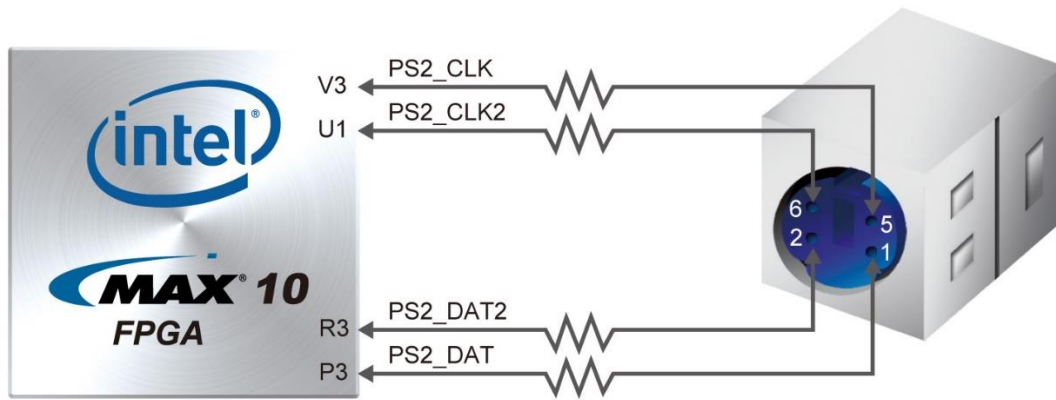 V3 PS2_CLK
U1 PS2_CLK2
intel®
MAX® 10
FPGA
R3 PS2_DAT2
P3 PS2_DAT
6 5
2 1